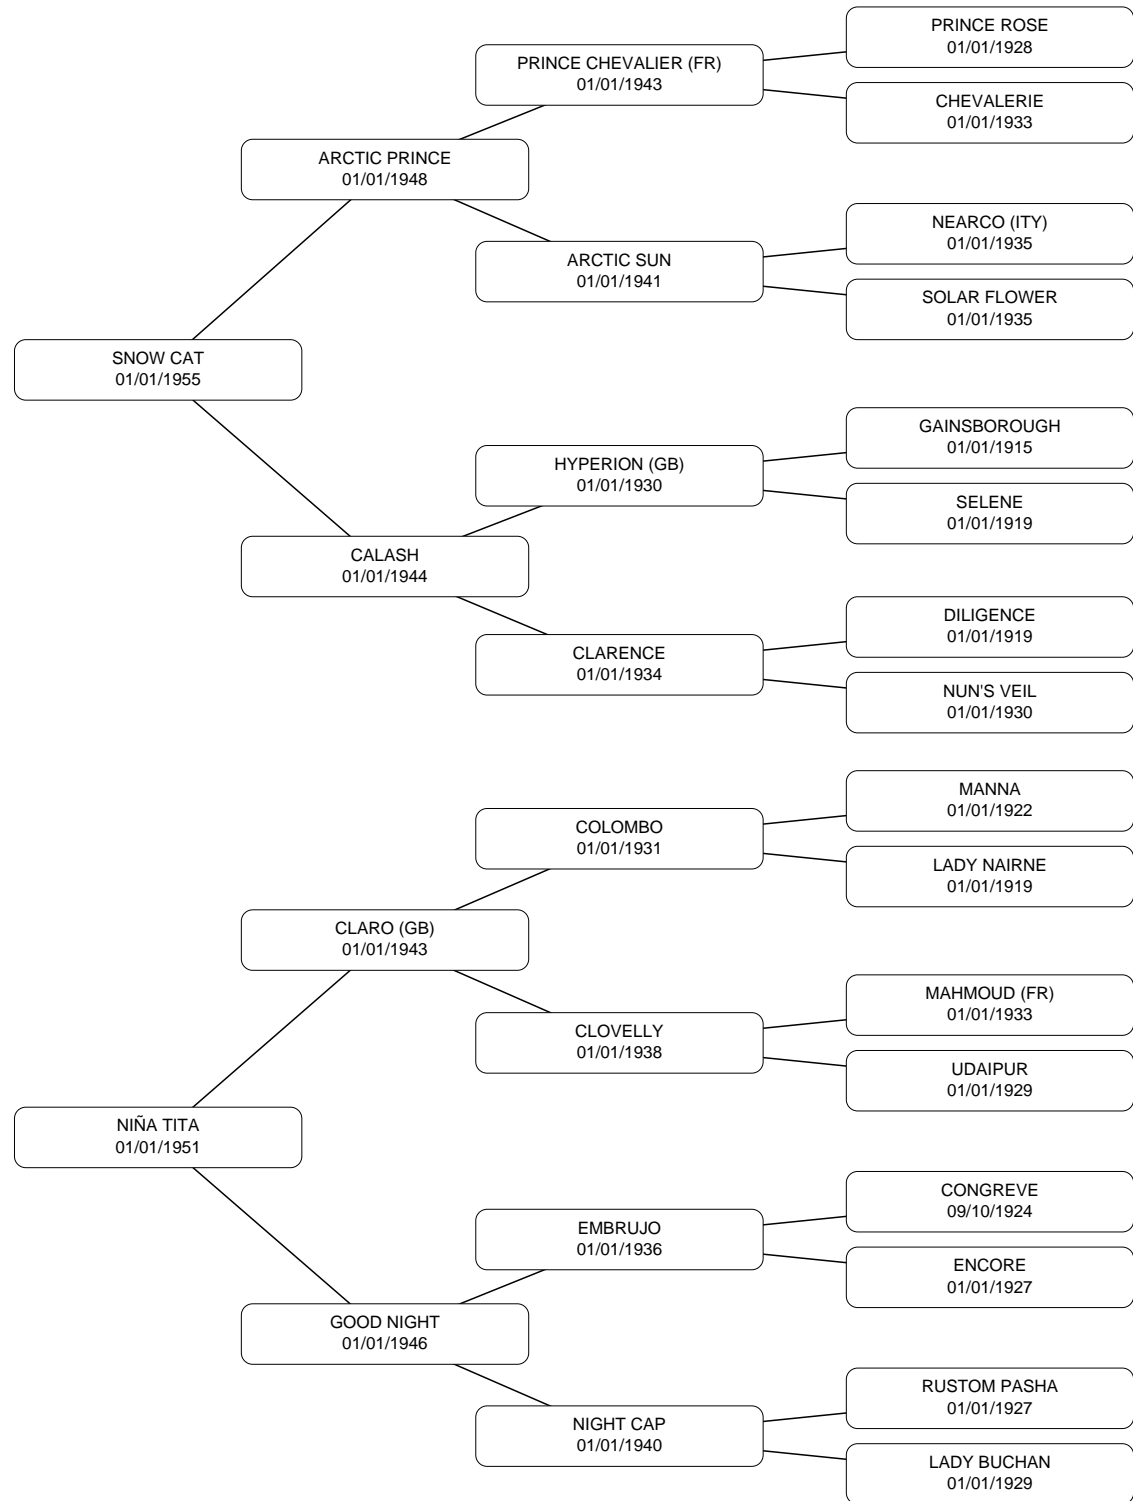 PRINCE ROSE
01/01/1928
PRINCE CHEVALIER (FR)
01/01/1943
CHEVALERIE
01/01/1933
ARCTIC PRINCE
01/01/1948
NEARCO (ITY)
01/01/1935
ARCTIC SUN
01/01/1941
SOLAR FLOWER
01/01/1935
SNOW CAT
01/01/1955
GAINSBOROUGH
01/01/1915
HYPERION (GB)
01/01/1930
SELENE
01/01/1919
CALASH
01/01/1944
DILIGENCE
01/01/1919
CLARENCE
01/01/1934
NUN'S VEIL
01/01/1930
MANNA
01/01/1922
COLOMBO
01/01/1931
LADY NAIRNE
01/01/1919
CLARO (GB)
01/01/1943
MAHMOUD (FR)
01/01/1933
CLOVELLY
01/01/1938
UDAIPUR
01/01/1929
NIÑA TITA
01/01/1951
CONGREVE
09/10/1924
EMBRUJO
01/01/1936
ENCORE
01/01/1927
GOOD NIGHT
01/01/1946
RUSTOM PASHA
01/01/1927
NIGHT CAP
01/01/1940
LADY BUCHAN
01/01/1929